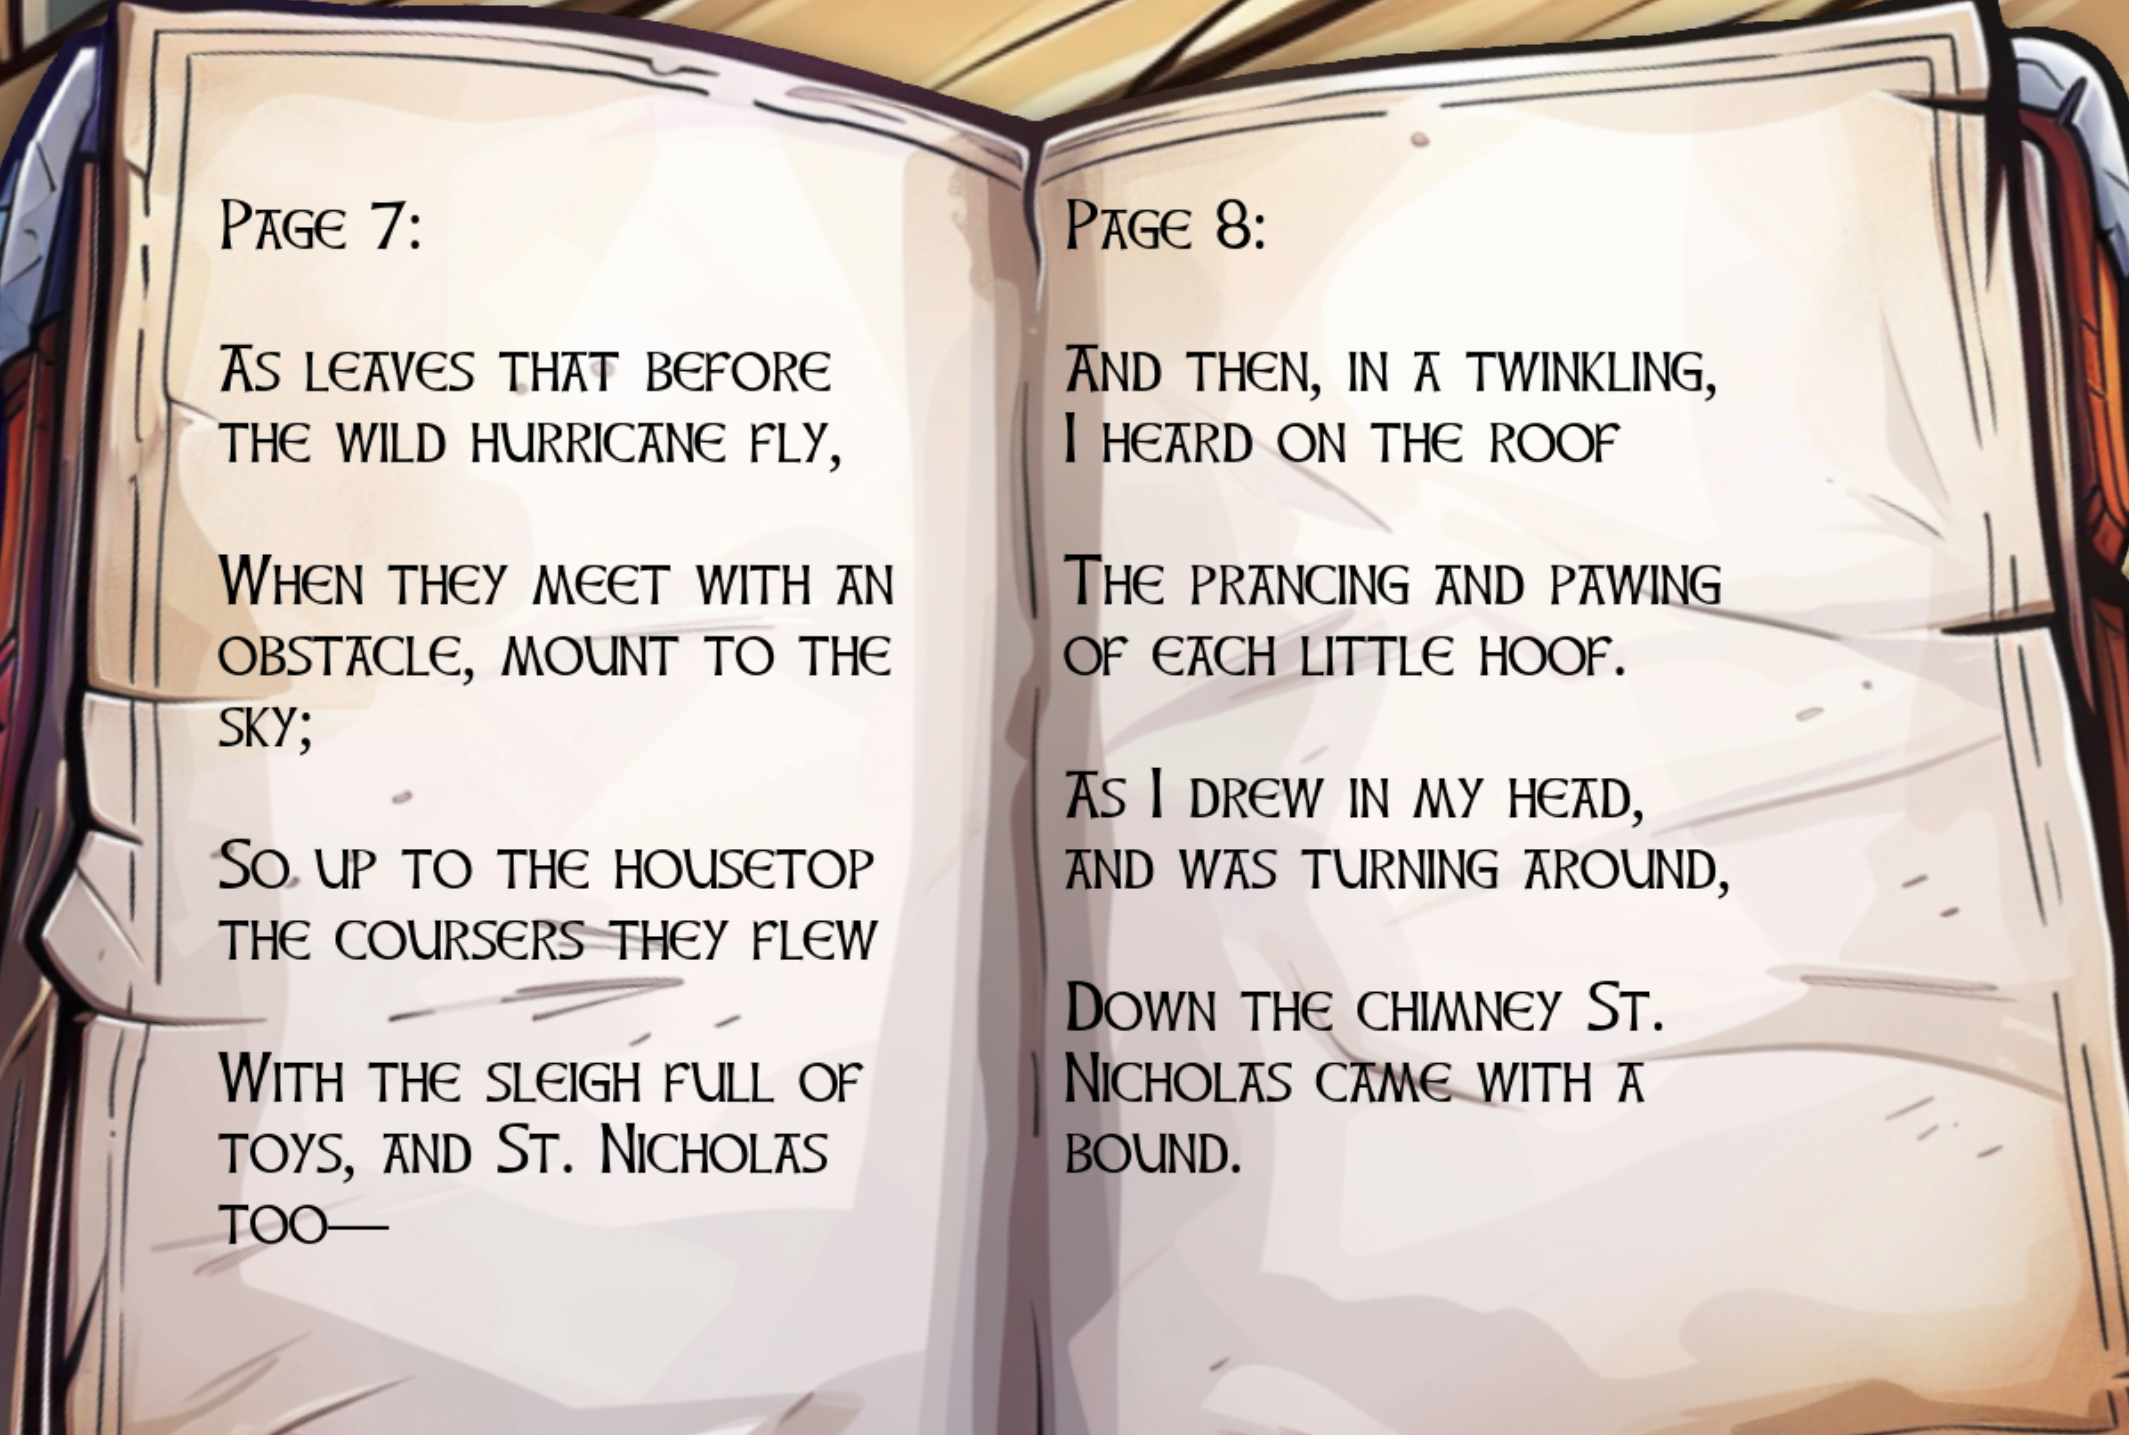 Page 7:
As leaves that before
the wild hurricane fly,
When they meet with an
obstacle, mount to the
sky;
So up to the housetop
the coursers they flew
With the sleigh full of
toys, and St. Nicholas
too—
Page 8:
And then, in a twinkling,
I heard on the roof
The prancing and pawing
of each little hoof.
As I drew in my head,
and was turning around,
Down the chimney St.
Nicholas came with a
bound.